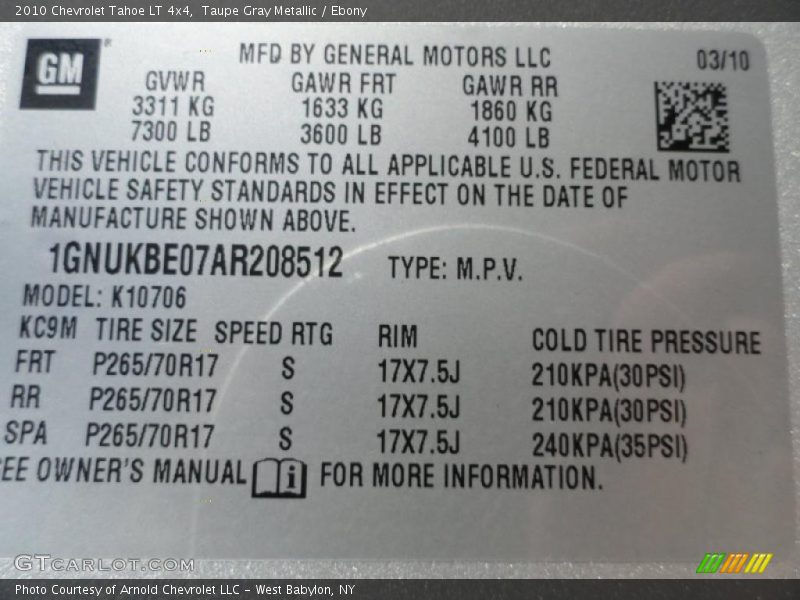 2010 Chevrolet Tahoe LT 4x4, Taupe Gray Metallic / Ebony
GM
MFD BY GENERAL MOTORS LLC 03/10
GVWR GAWR FRT GAWR RR
3311 KG 1633 KG 1860 KG
7300 LB 3600 LB 4100 LB
THIS VEHICLE CONFORMS TO ALL APPLICABLE U.S. FEDERAL MOTOR
VEHICLE SAFETY STANDARDS IN EFFECT ON THE DATE OF
MANUFACTURE SHOWN ABOVE.
1GNUKBE07AR208512 TYPE: M.P.V.
MODEL: K10706
KC9M TIRE SIZE SPEED RTG RIM COLD TIRE PRESSURE
FRT P265/70R17 S 17X7.5J 210KPA(30PSI)
RR P265/70R17 S 17X7.5J 210KPA(30PSI)
SPA P265/70R17 S 17X7.5J 240KPA(35PSI)
EE OWNER'S MANUAL i FOR MORE INFORMATION.
GTCARLOT.COM
Photo Courtesy of Arnold Chevrolet LLC - West Babylon, NY